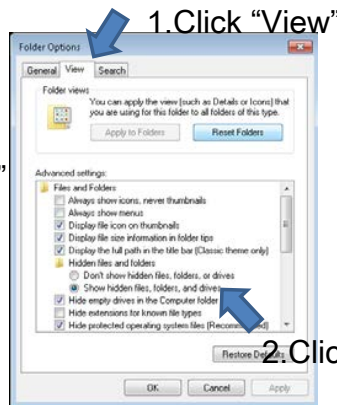 1.Click “View”
Folder Options
General View Search
Folder views
You can apply the view (such as Details or Icons) that
you are using for this folder to all folders of this type.
Apply to Folders Reset Folders
”
Advanced settings:
Files and Folders
Always show icons, never thumbnails
Always show menus
Display file icon on thumbnails
Display file size information in folder tips
Display the full path in the title bar (Classic theme only)
Hidden files and folders
Don't show hidden files, folders, or drives
Show hidden files, folders, and drives
Hide empty drives in the Computer folder
Hide extensions for known file types
Hide protected operating system files
Restore
2.Clic
OK Cancel Apply